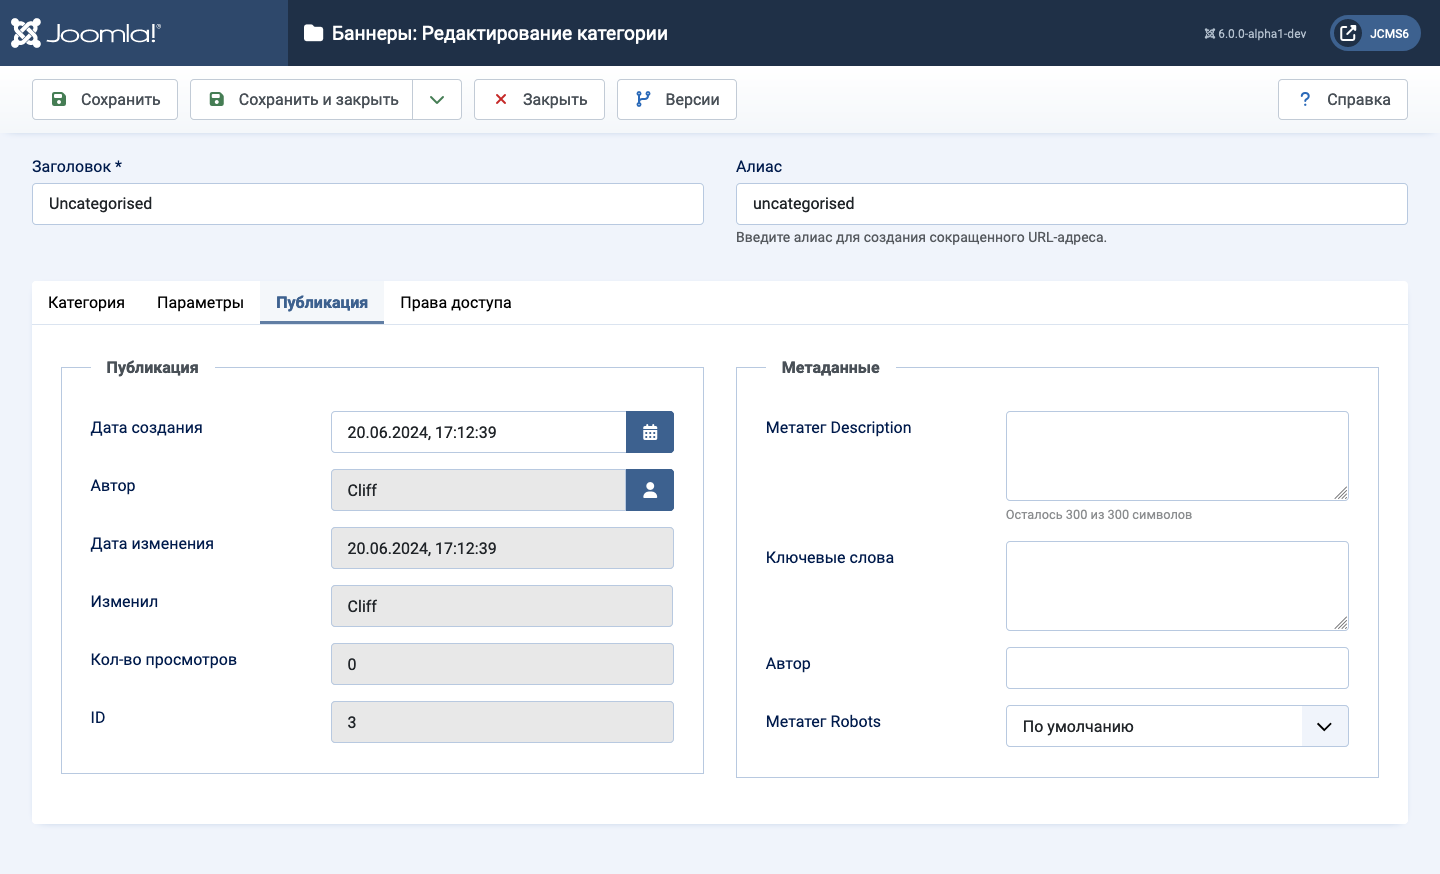 Joomla!®
Баннеры: Редактирование категории
6.0.0-alpha1-dev
JCMS6
Сохранить
Сохранить и закрыть
Закрыть
Версии
Справка
Заголовок *
Алиас
Uncategorised
uncategorised
Введите алиас для создания сокращенного URL-адреса.
Категория
Параметры
Публикация
Права доступа
Публикация
Дата создания
20.06.2024, 17:12:39
Автор
Cliff
Дата изменения
20.06.2024, 17:12:39
Изменил
Cliff
Кол-во просмотров
0
ID
3
Метаданные
Метатег Description
Осталось 300 из 300 символов
Ключевые слова
Автор
Метатег Robots
По умолчанию